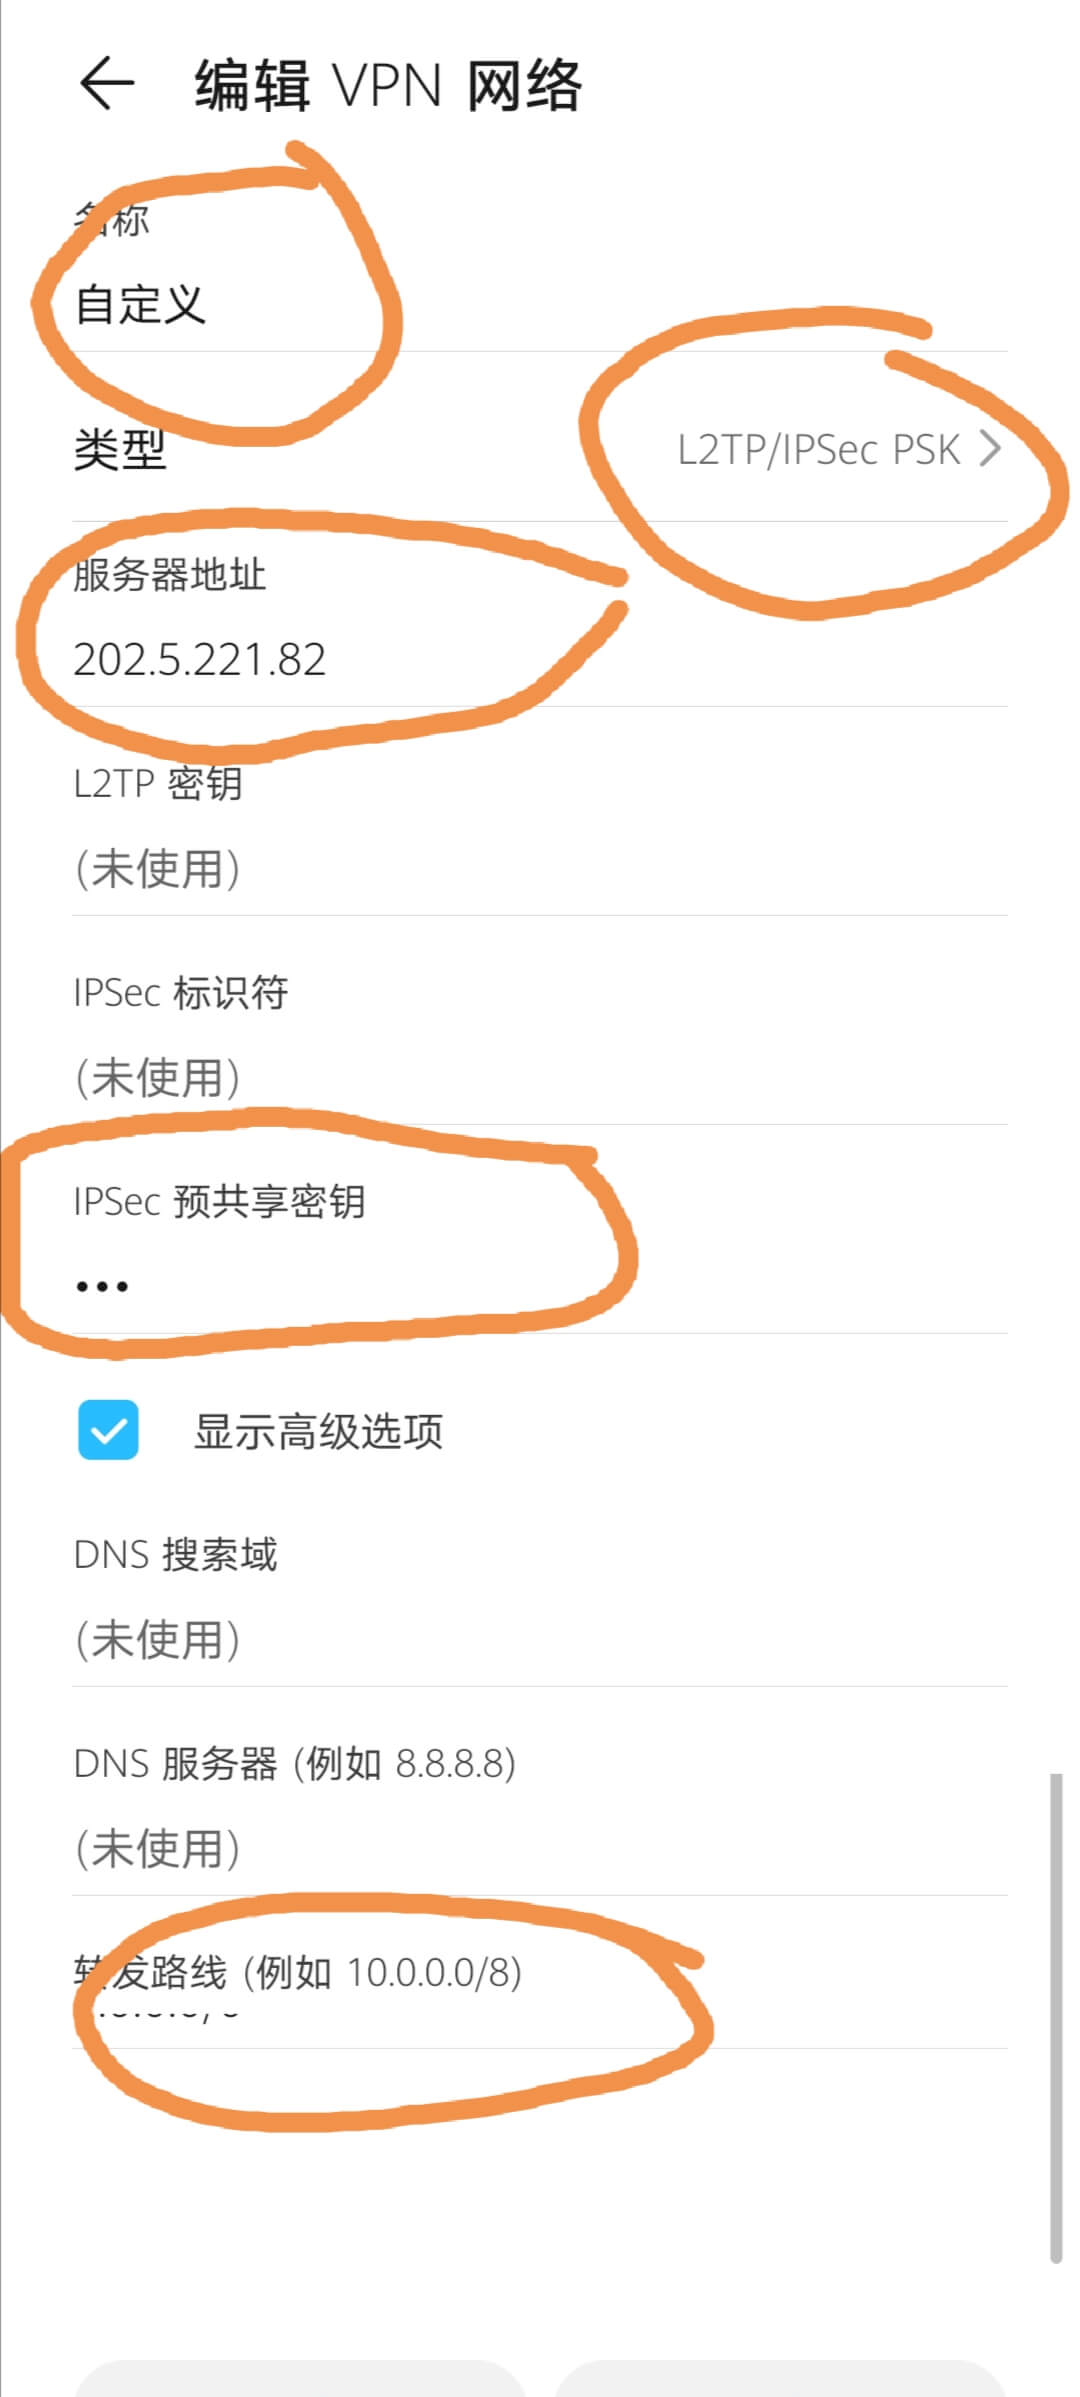 编辑 VPN 网络
名称
自定义
类型
L2TP/IPSec PSK
服务器地址
202.5.221.82
L2TP 密钥
(未使用)
IPSec 标识符
(未使用)
IPSec 预共享密钥
•••
显示高级选项
DNS 搜索域
(未使用)
DNS 服务器 (例如 8.8.8.8)
(未使用)
转发路线 (例如 10.0.0.0/8)